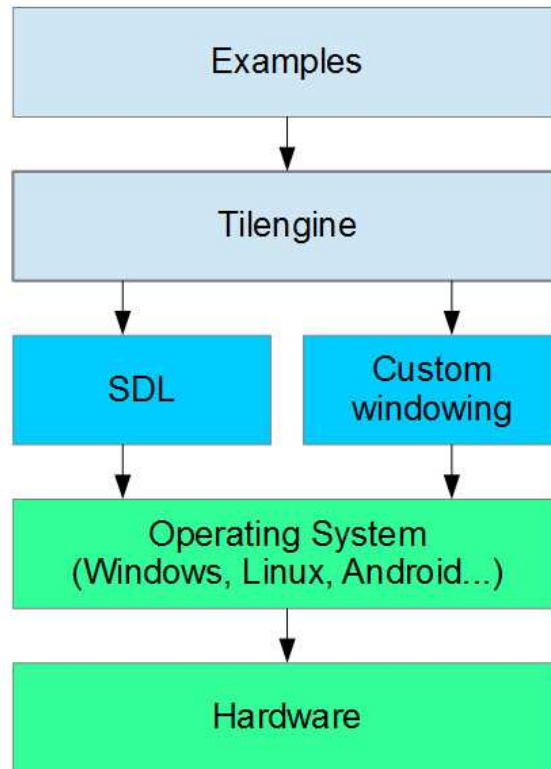 Examples
Tilengine
SDL
Custom
windowing
Operating System
(Windows, Linux, Android...)
Hardware